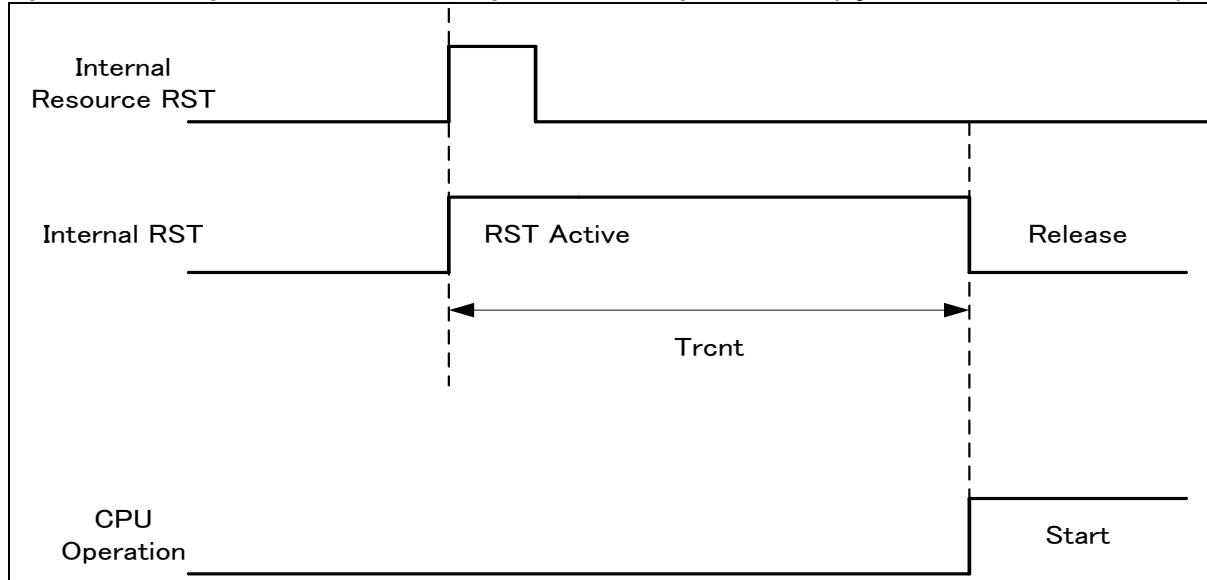 Internal
Resource RST
Internal RST
RST Active
Release
Trcnt
CPU
Operation
Start